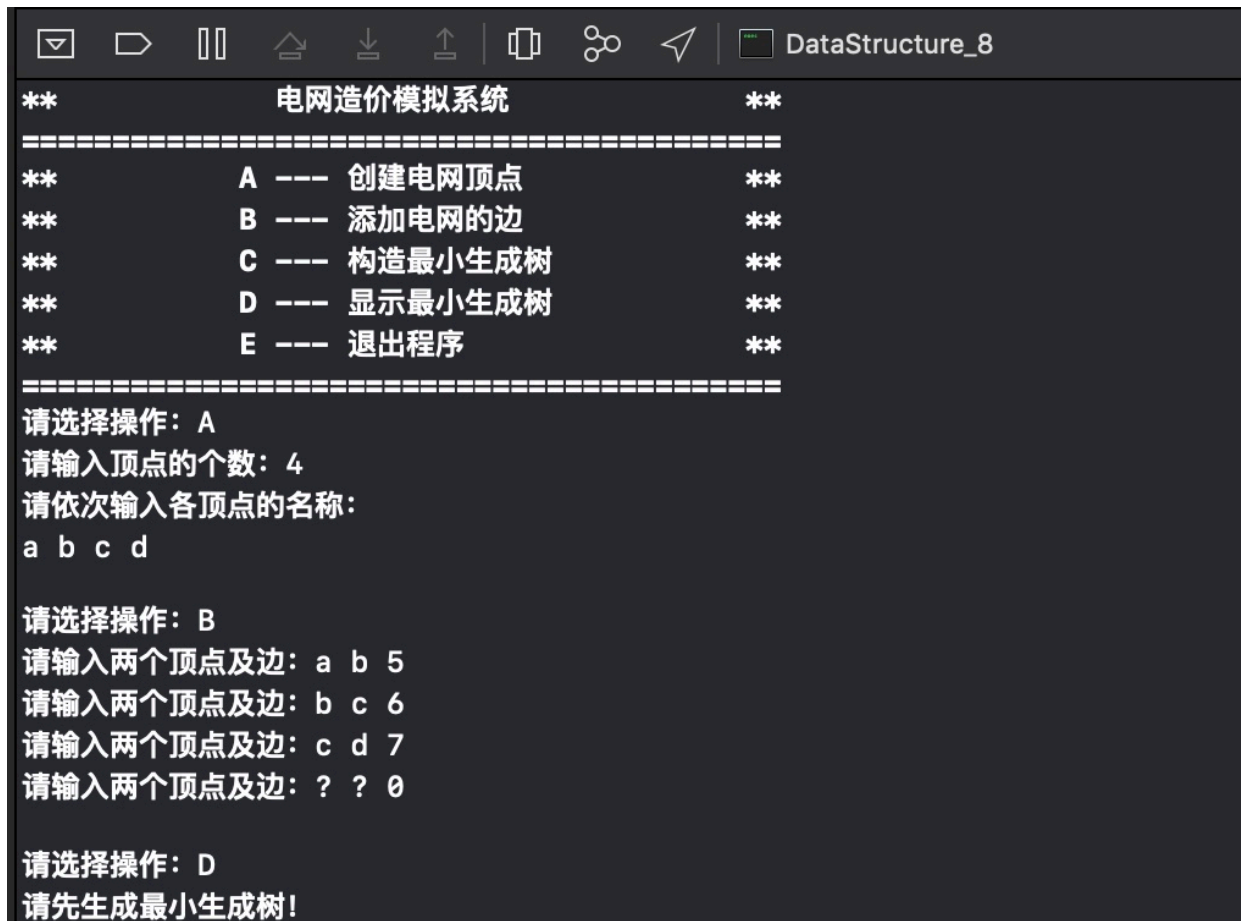 DataStructure_8
** 电网造价模拟系统 **
==========================================
** A --- 创建电网顶点 **
** B --- 添加电网的边 **
** C --- 构造最小生成树 **
** D --- 显示最小生成树 **
** E --- 退出程序 **
==========================================
请选择操作：A
请输入顶点的个数：4
请依次输入各顶点的名称：
a b c d
请选择操作：B
请输入两个顶点及边：a b 5
请输入两个顶点及边：b c 6
请输入两个顶点及边：c d 7
请输入两个顶点及边：? ? 0
请选择操作：D
请先生成最小生成树！